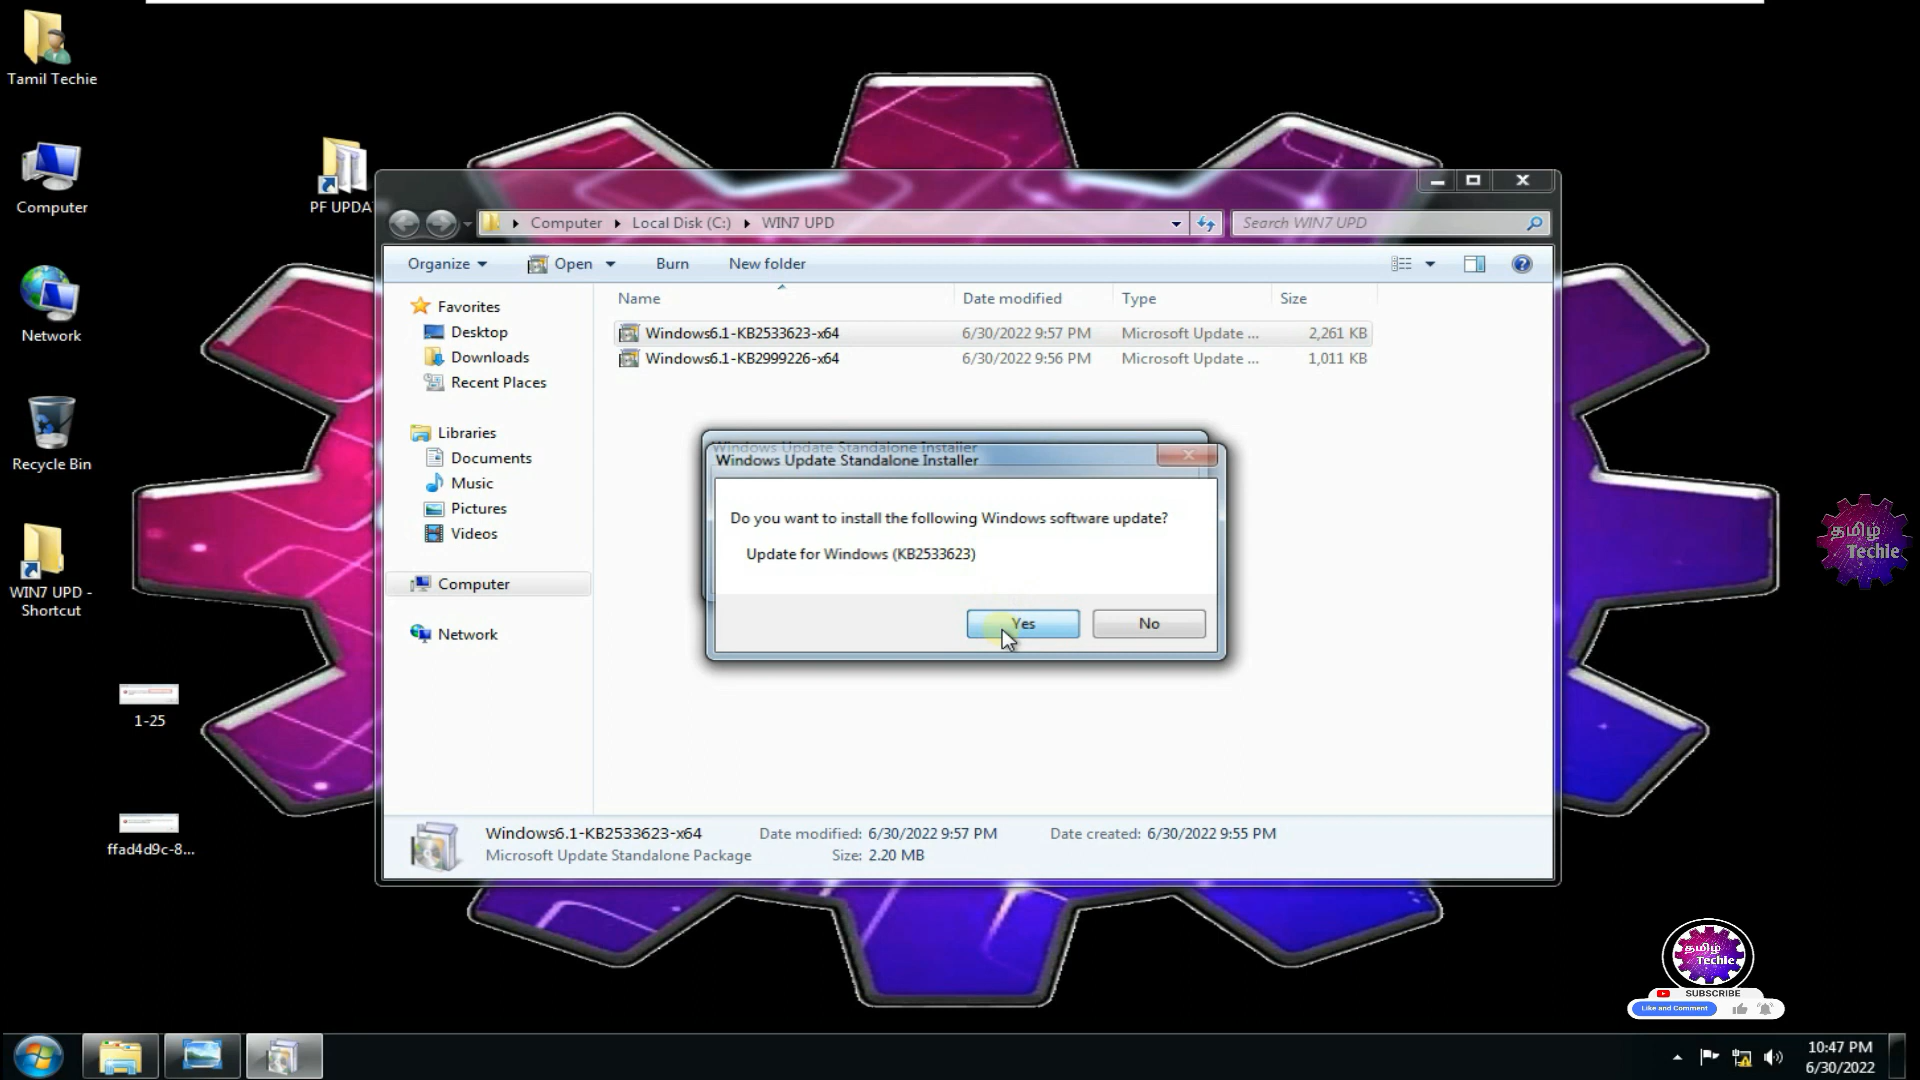 Tamil Techie
Computer
Network
Recycle Bin
WIN7 UPD -
Shortcut
PF UPDA
1-25
ffad4d9c-8...
Computer
Local Disk (C:)
WIN7 UPD
Search WIN7 UPD
Organize
Open
Burn
New folder
Favorites
Desktop
Downloads
Recent Places
Libraries
Documents
Music
Pictures
Videos
Computer
Network
Name Date modified Type Size
Windows6.1-KB2533623-x64 6/30/2022 9:57 PM Microsoft Update ... 2,261 KB
Windows6.1-KB2999226-x64 6/30/2022 9:56 PM Microsoft Update ... 1,011 KB
Windows Update Standalone Installer
Windows Update Standalone Installer
Do you want to install the following Windows software update?
Update for Windows (KB2533623)
Yes
No
Windows6.1-KB2533623-x64 Date modified: 6/30/2022 9:57 PM Date created: 6/30/2022 9:55 PM
Microsoft Update Standalone Package Size: 2.20 MB
தமிழ்
Techie
தமிழ்
Techie
SUBSCRIBE
Like and Comment
10:47 PM
6/30/2022